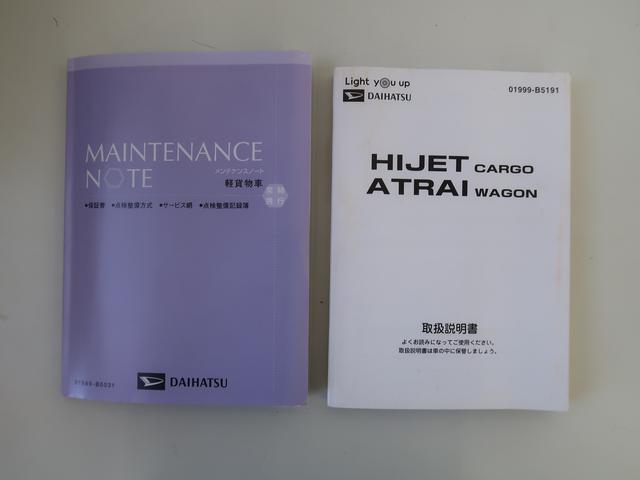 MAINTENANCE
NOTE
メンテナンスノート
軽貨物車
常時
携行
●保証書 ●点検整備方式 ●サービス網 ●点検整備記録簿
DAIHATSU
Light you up
DAIHATSU
01999-B5191
HIJET CARGO
ATRAI WAGON
取扱説明書
よくお読みになってご使用ください。
取扱説明書は車の中に保管しましょう。